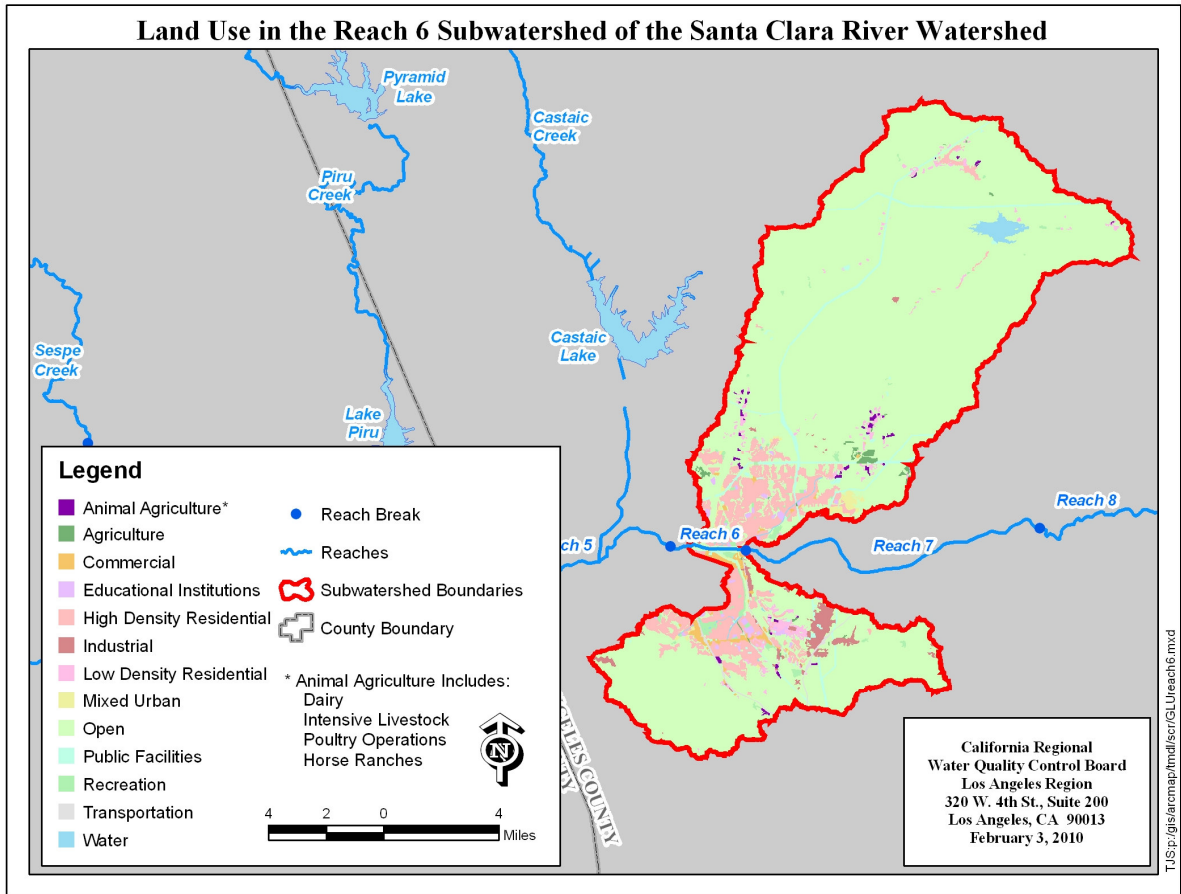 Land Use in the Reach 6 Subwatershed of the Santa Clara River Watershed
Pyramid
Lake
Castaic
Creek
Piru
Creek
Castaic
Lake
Sespe
Creek
Lake
Piru
ch 5
Reach 6
Reach 7
Reach 8
Legend
Animal Agriculture*
Agriculture
Commercial
Educational Institutions
High Density Residential
Industrial
Low Density Residential
Mixed Urban
Open
Public Facilities
Recreation
Transportation
Water
Reach Break
Reaches
Subwatershed Boundaries
County Boundary
* Animal Agriculture Includes:
Dairy
Intensive Livestock
Poultry Operations
Horse Ranches
N
4 2 0 4
Miles
GELES COUNTY
TY
California Regional
Water Quality Control Board
Los Angeles Region
320 W. 4th St., Suite 200
Los Angeles, CA 90013
February 3, 2010
TJS:p:/gis/arcmap/tmdl/scr/GLUreach6.mxd